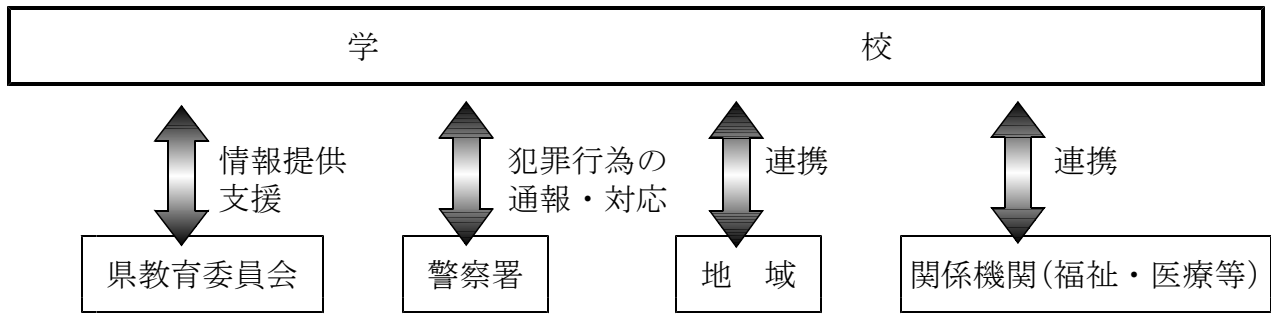 学　校
情報提供
支援
犯罪行為の
通報・対応
連携
連携
県教育委員会
警察署
地　域
関係機関(福祉・医療等)